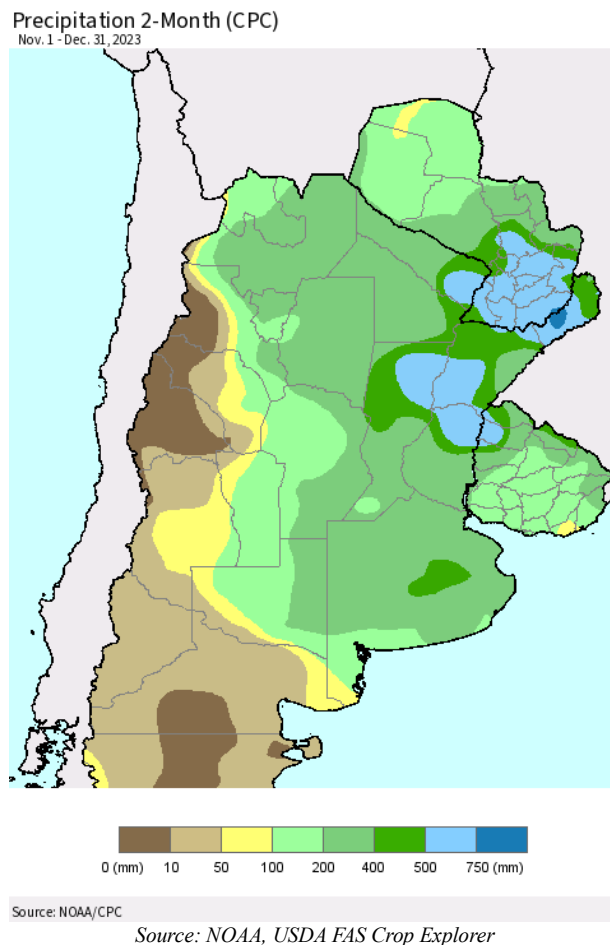 Precipitation 2-Month (CPC)
Nov. 1 - Dec. 31, 2023
0 (mm) 10 50 100 200 400 500 750 (mm)
Source: NOAA/CPC
Source: NOAA, USDA FAS Crop Explorer